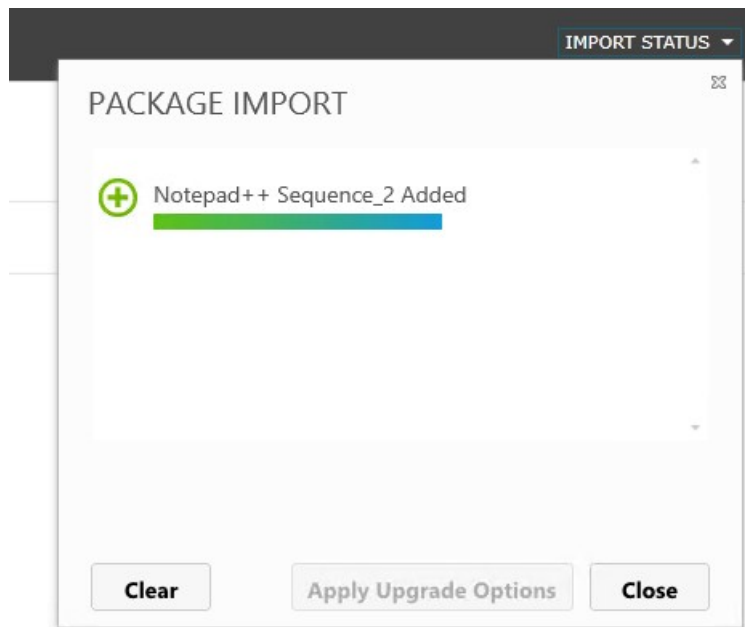 IMPORT STATUS
PACKAGE IMPORT
Notepad++ Sequence_2 Added
Clear
Apply Upgrade Options
Close